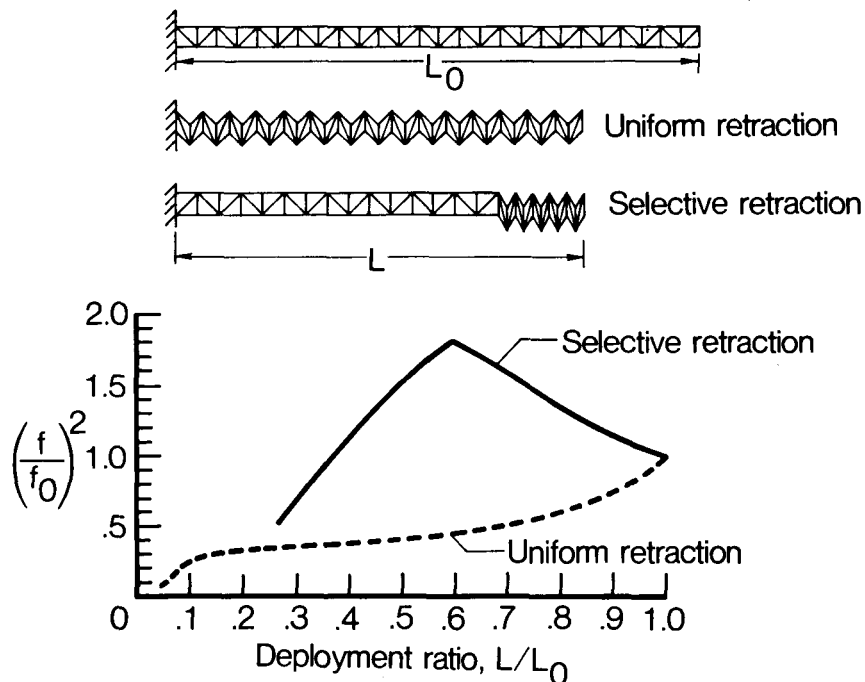 L0
Uniform retraction
Selective retraction
L
2.0
1.5
1.0
.5
0
(f/f0)2
Selective retraction
Uniform retraction
.1 .2 .3 .4 .5 .6 .7 .8 .9 1.0
Deployment ratio, L/L0